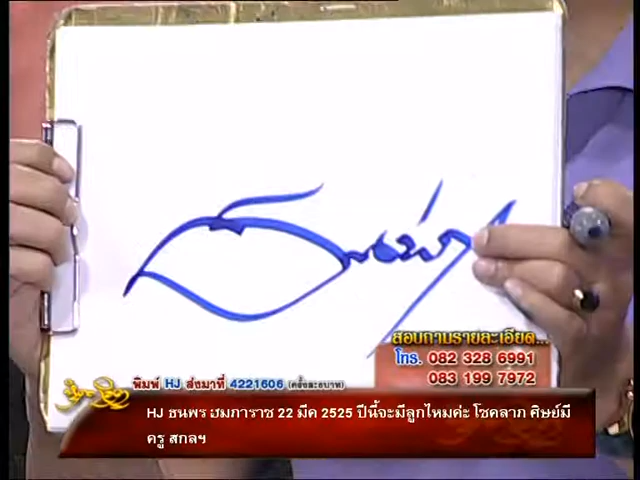 สอบถามรายละเอียด...
โทร. 082 328 6991
083 199 7972
พิมพ์ HJ ส่งมาที่ 4221606 (ครั้งละ๖บาท)
HJ ธนพร ฮมภาราช 22 มีค 2525 ปีนี้จะมีลูกไหมค่ะ โชคลาภ ศิษย์มี
ครู สกลฯ